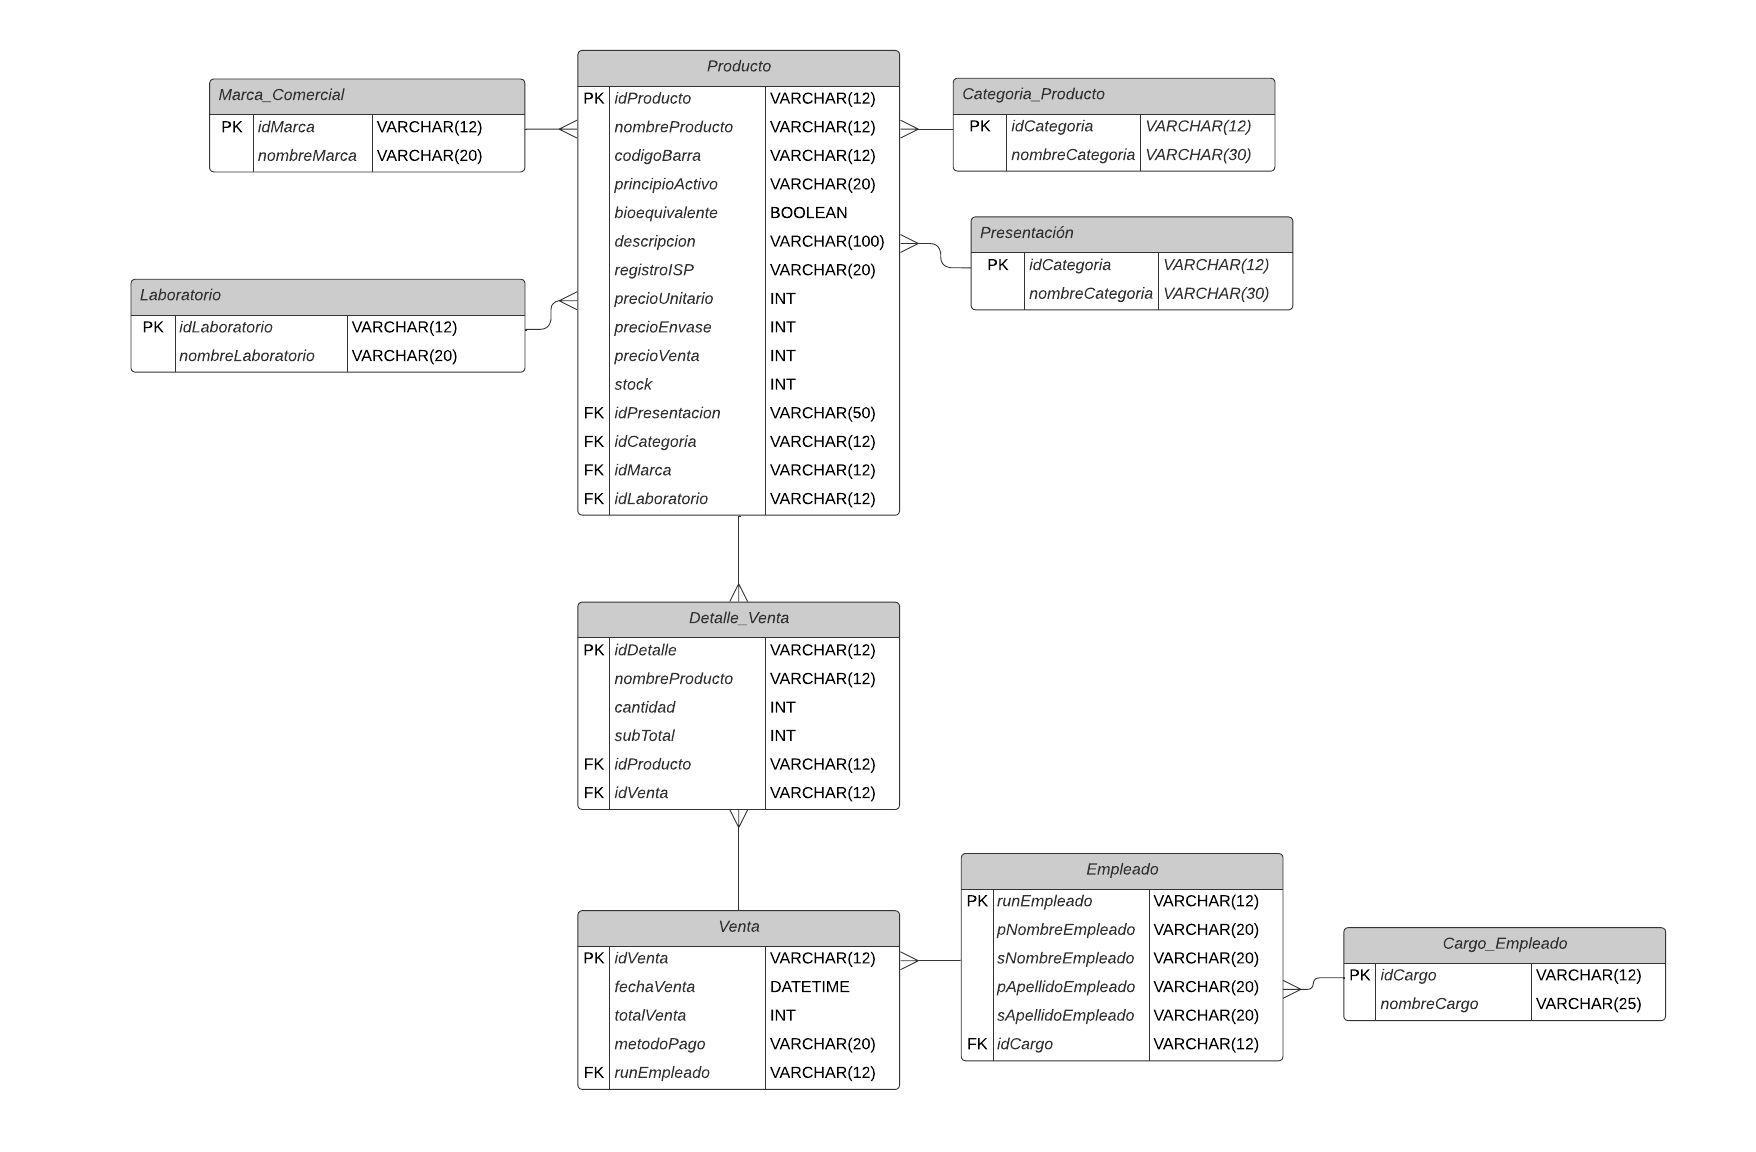 Marca_Comercial
PK idMarca VARCHAR(12)
nombreMarca VARCHAR(20)
Laboratorio
PK idLaboratorio VARCHAR(12)
nombreLaboratorio VARCHAR(20)
Producto
PK idProducto VARCHAR(12)
nombreProducto VARCHAR(12)
codigoBarra VARCHAR(12)
principioActivo VARCHAR(20)
bioequivalente BOOLEAN
descripcion VARCHAR(100)
registroISP VARCHAR(20)
precioUnitario INT
precioEnvase INT
precioVenta INT
stock INT
FK idPresentacion VARCHAR(50)
FK idCategoria VARCHAR(12)
FK idMarca VARCHAR(12)
FK idLaboratorio VARCHAR(12)
Categoria_Producto
PK idCategoria VARCHAR(12)
nombreCategoria VARCHAR(30)
Presentación
PK idCategoria VARCHAR(12)
nombreCategoria VARCHAR(30)
Detalle_Venta
PK idDetalle VARCHAR(12)
nombreProducto VARCHAR(12)
cantidad INT
subTotal INT
FK idProducto VARCHAR(12)
FK idVenta VARCHAR(12)
Venta
PK idVenta VARCHAR(12)
fechaVenta DATETIME
totalVenta INT
metodoPago VARCHAR(20)
FK runEmpleado VARCHAR(12)
Empleado
PK runEmpleado VARCHAR(12)
pNombreEmpleado VARCHAR(20)
sNombreEmpleado VARCHAR(20)
pApellidoEmpleado VARCHAR(20)
sApellidoEmpleado VARCHAR(20)
FK idCargo VARCHAR(12)
Cargo_Empleado
PK idCargo VARCHAR(12)
nombreCargo VARCHAR(25)